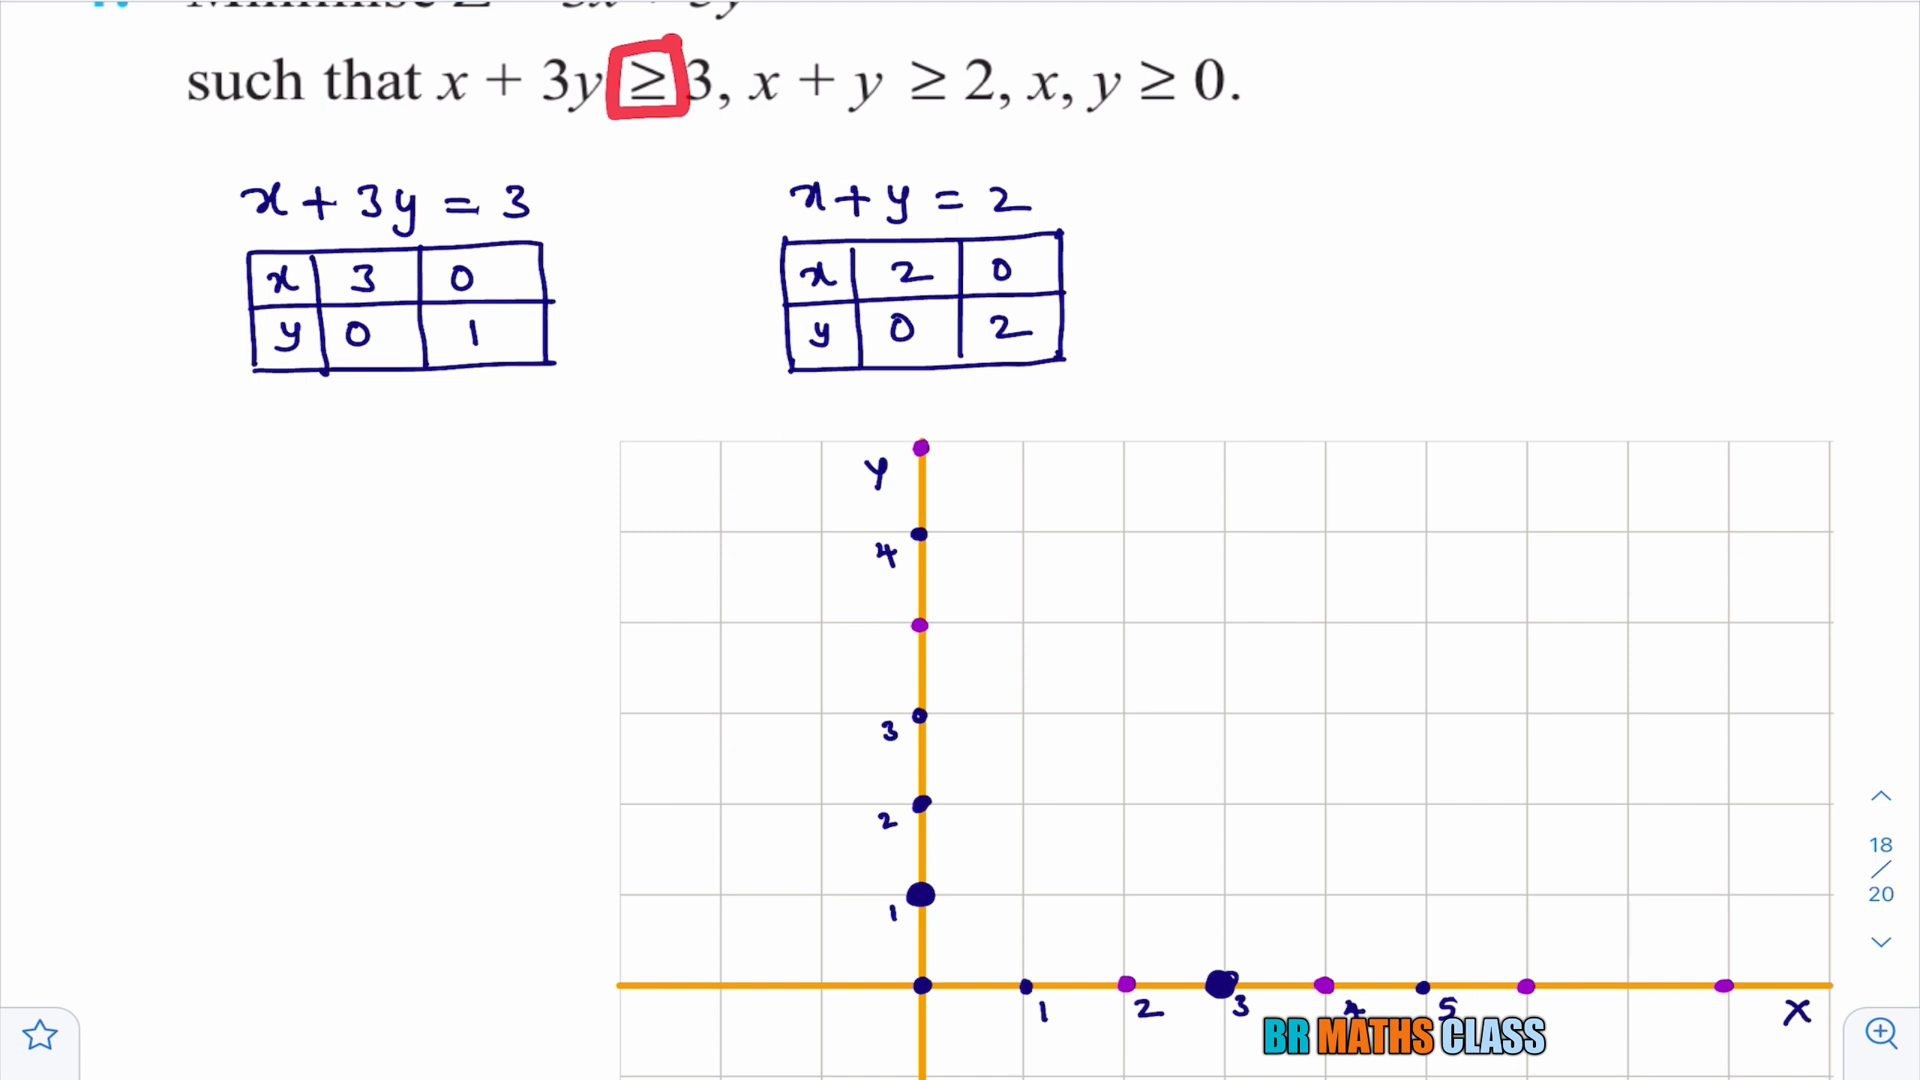 such that x + 3y ≥ 3, x + y ≥ 2, x, y ≥ 0.
x + 3y = 3
x 3 0
y 0 1
x + y = 2
x 2 0
y 0 2
Y
4
3
2
1
1 2 3 4 5 X
BR MATHS CLASS
18
/
20